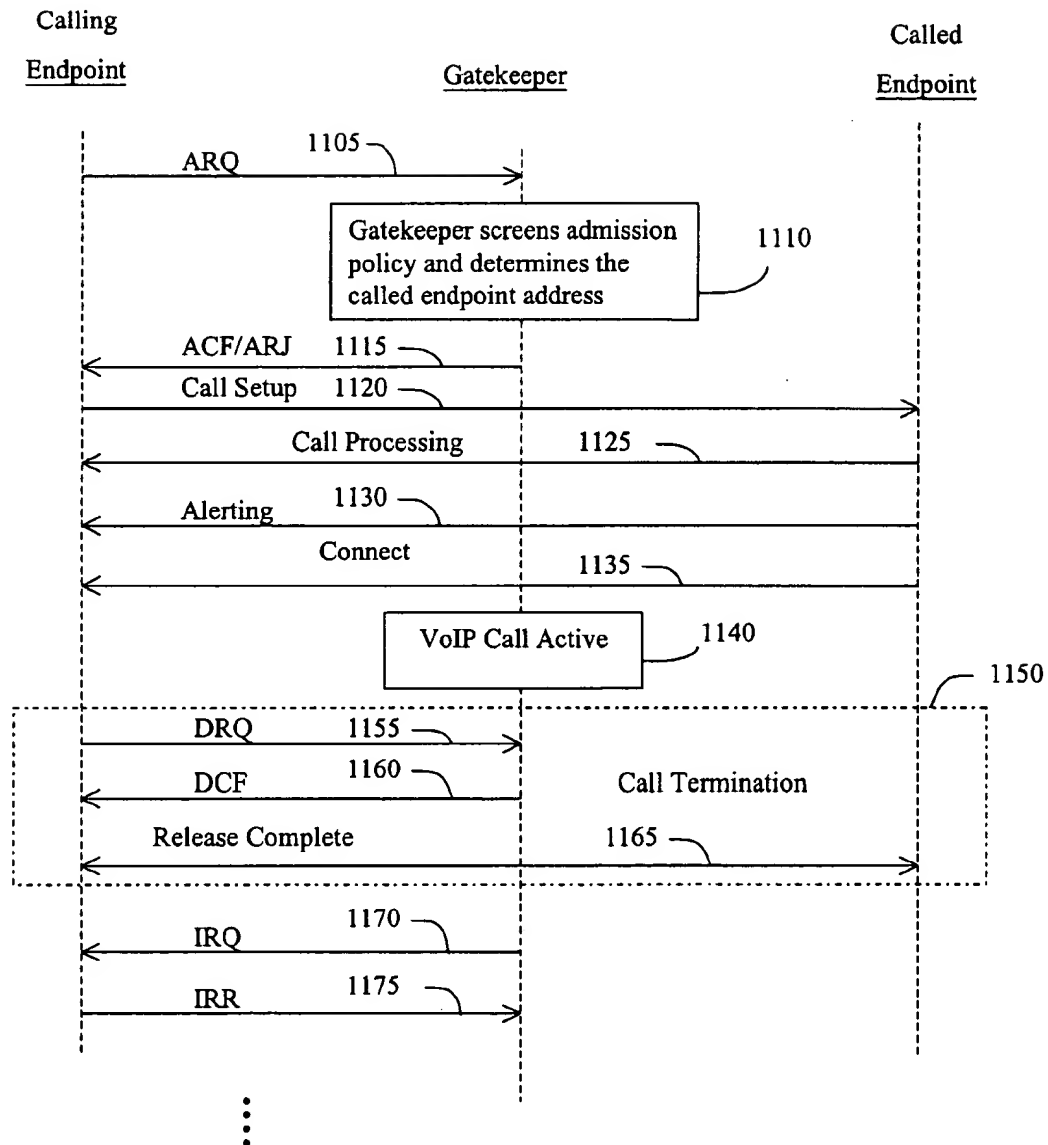 Calling
Endpoint
Gatekeeper
Called
Endpoint
ARQ 1105
Gatekeeper screens admission
policy and determines the
called endpoint address
1110
ACF/ARJ 1115
Call Setup 1120
Call Processing 1125
Alerting 1130
Connect 1135
VoIP Call Active 1140
1150
DRQ 1155
DCF 1160
Call Termination
Release Complete 1165
IRQ 1170
IRR 1175